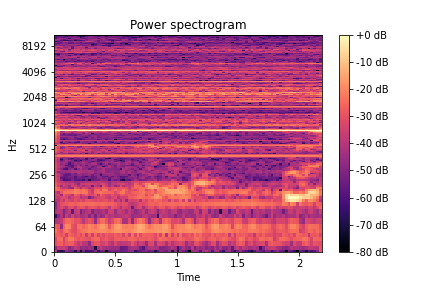 Power spectrogram
8192
4096
2048
1024
512
256
128
64
0
Hz
0
0.5
1
1.5
2
Time
+0 dB
-10 dB
-20 dB
-30 dB
-40 dB
-50 dB
-60 dB
-70 dB
-80 dB